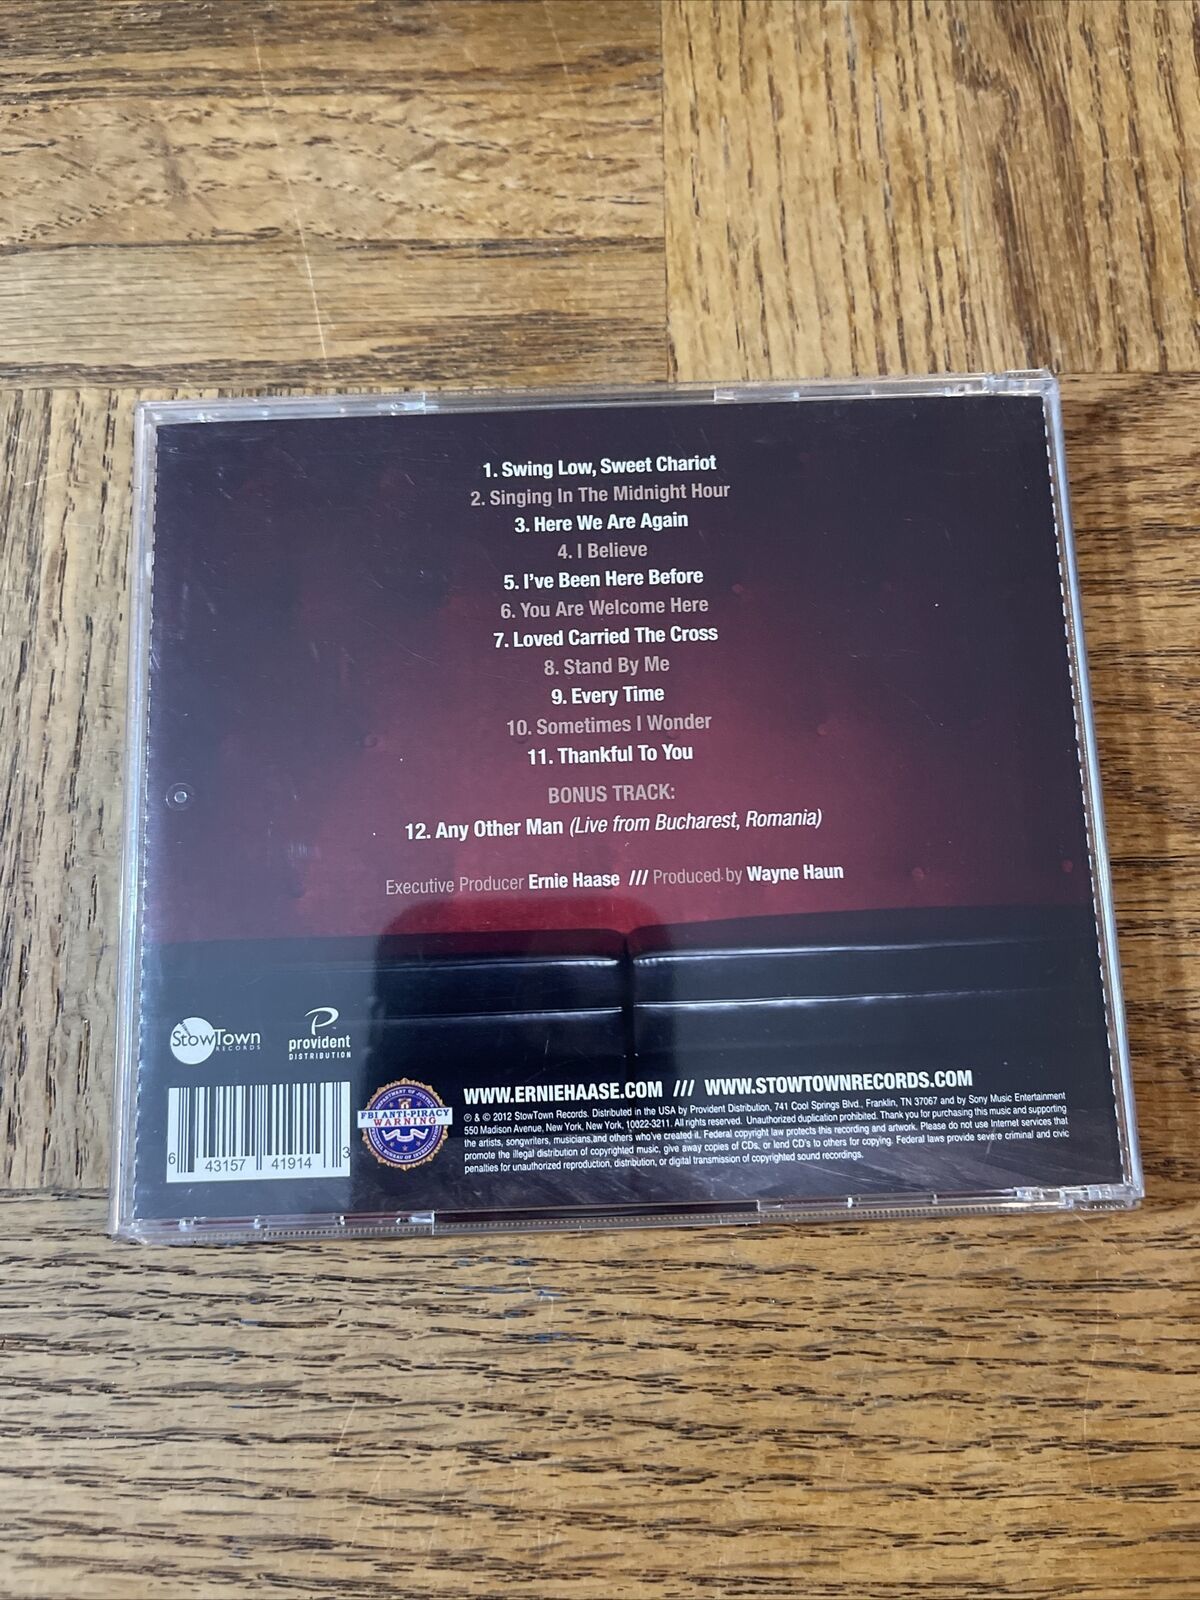 1. Swing Low, Sweet Chariot
2. Singing In The Midnight Hour
3. Here We Are Again
4. I Believe
5. I've Been Here Before
6. You Are Welcome Here
7. Loved Carried The Cross
8. Stand By Me
9. Every Time
10. Sometimes I Wonder
11. Thankful To You
BONUS TRACK:
12. Any Other Man (Live from Bucharest, Romania)
Executive Producer Ernie Haase /// Produced by Wayne Haun
StowTown
RECORDS
provident
DISTRIBUTION
WWW.ERNIEHAASE.COM /// WWW.STOWTOWNRECORDS.COM
℗ & © 2012 StowTown Records. Distributed in the USA by Provident Distribution, 741 Cool Springs Blvd., Franklin, TN 37067 and by Sony Music Entertainment
550 Madison Avenue, New York, New York, 10022-3211. All rights reserved. Unauthorized duplication prohibited. Thank you for purchasing this music and supporting
the artists, songwriters, musicians,and others who've created it. Federal copyright law protects this recording and artwork. Please do not use Internet services that
promote the illegal distribution of copyrighted music, give away copies of CDs, or lend CD's to others for copying. Federal laws provide severe criminal and civic
penalties for unauthorized reproduction, distribution, or digital transmission of copyrighted sound recordings.
DEPARTMENT OF JUSTICE
FBI ANTI-PIRACY
WARNING
FEDERAL BUREAU OF INVESTIGATION
6 43157 41914 3